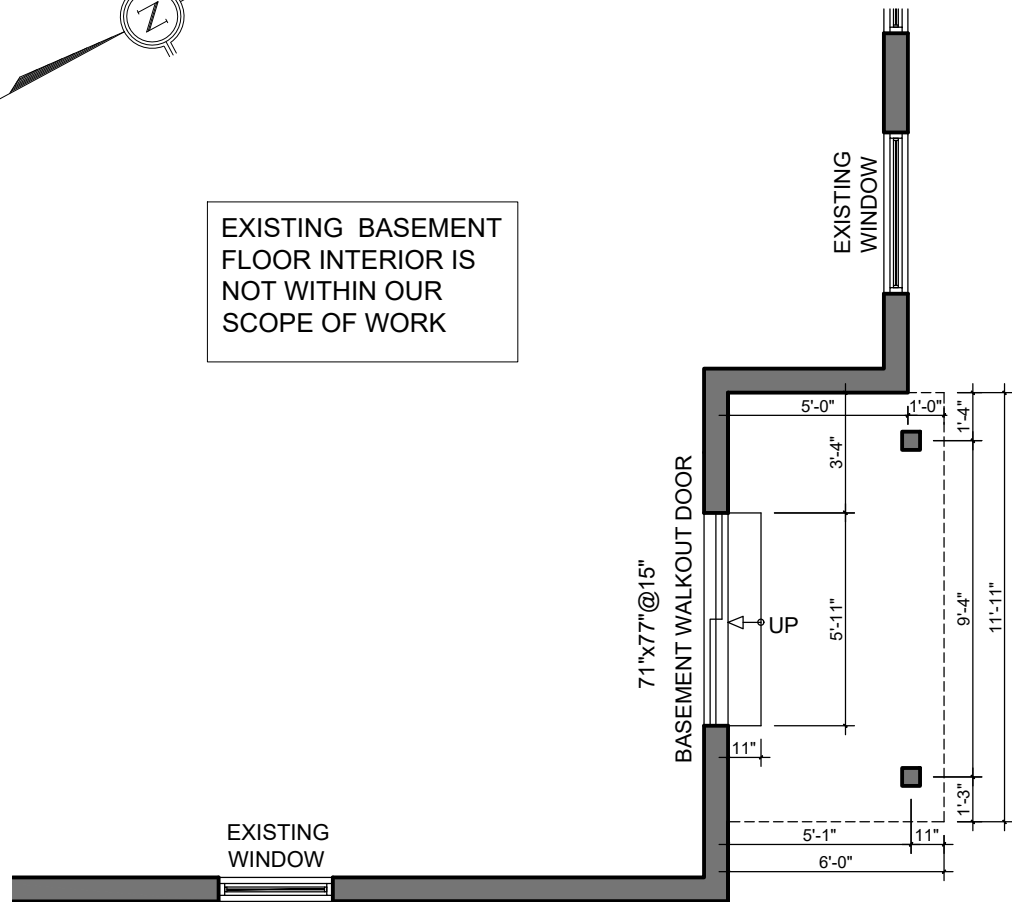 N
EXISTING BASEMENT
FLOOR INTERIOR IS
NOT WITHIN OUR
SCOPE OF WORK
EXISTING
WINDOW
5'-0"
1'-0"
1'-4"
3'-4"
71"x77"@15"
BASEMENT WALKOUT DOOR
UP
5'-11"
9'-4"
11'-11"
11"
1'-3"
5'-1"
11"
6'-0"
EXISTING
WINDOW